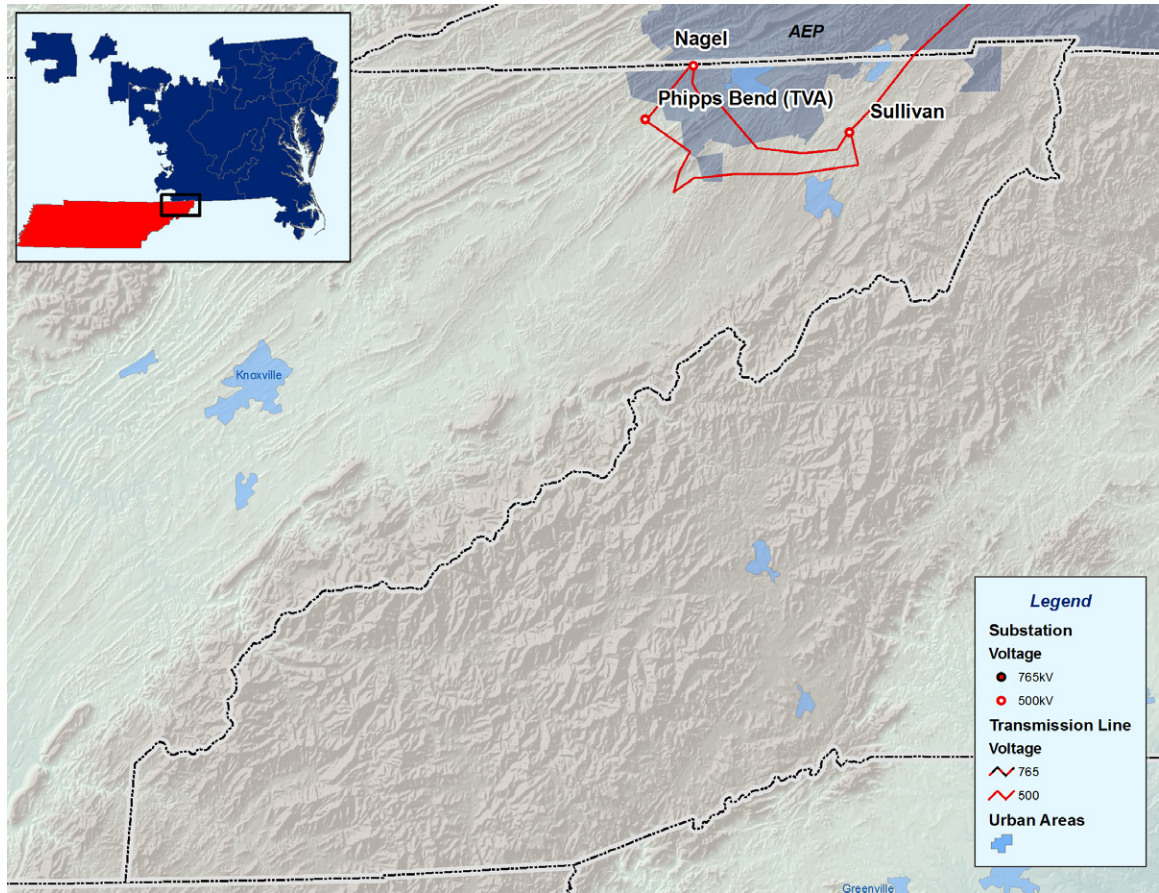 AEP
Nagel
Phipps Bend (TVA)
Sullivan
Knoxville
Greenville
Legend
Substation
Voltage
765kV
500kV
Transmission Line
Voltage
765
500
Urban Areas